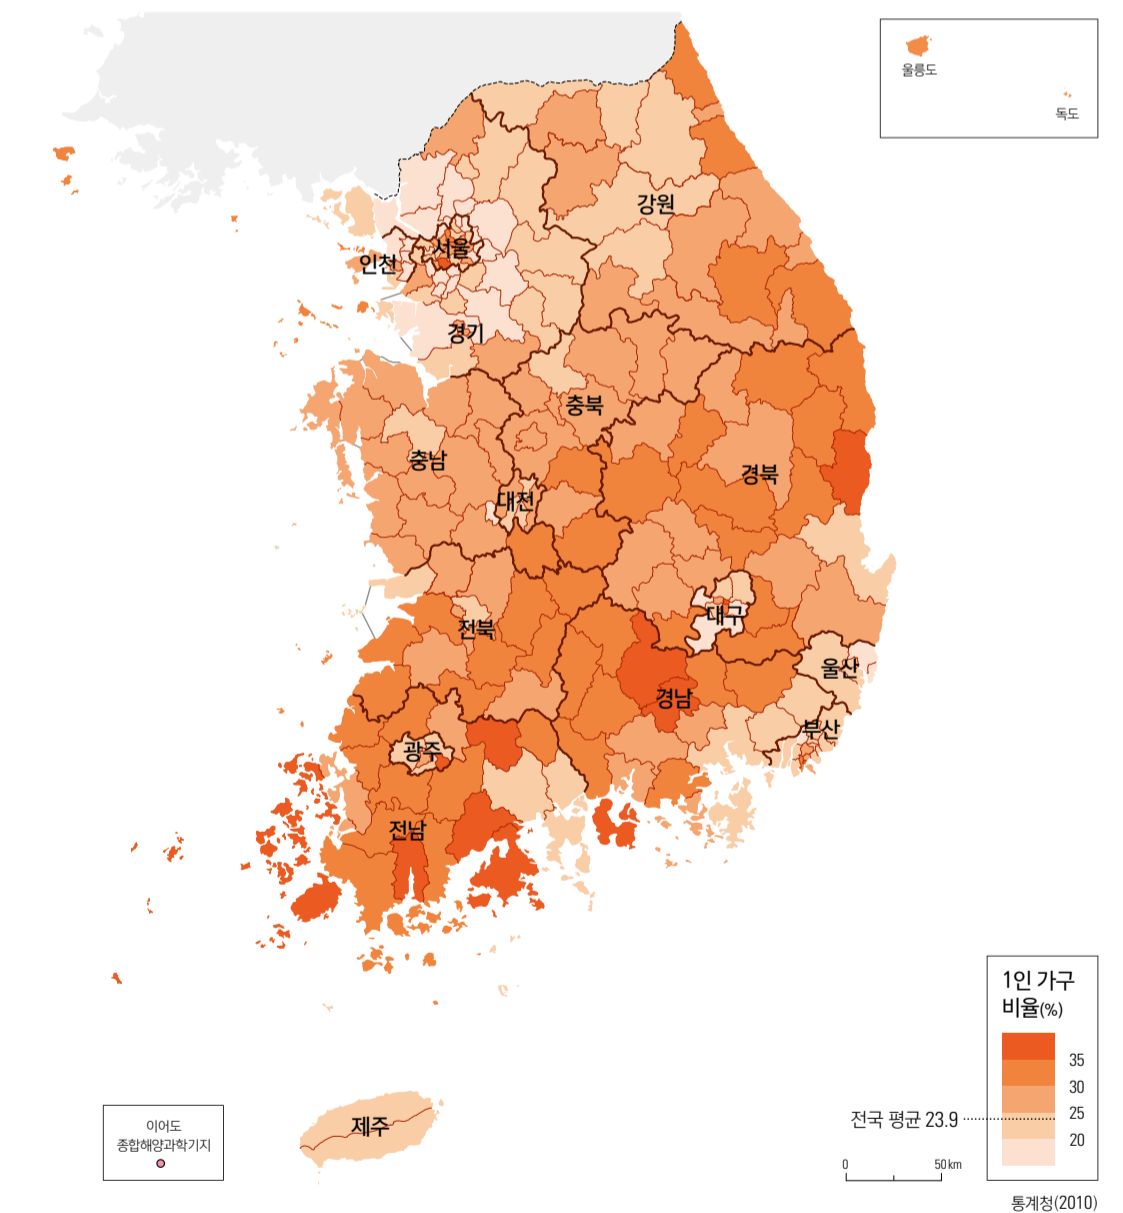 울릉도
독도
강원
서울
인천
경기
충북
충남
경북
대전
대구
전북
울산
경남
부산
광주
전남
제주
1인 가구
비율(%)
35
30
25
전국 평균 23.9
20
0 50km
이어도
종합해양과학기지
통계청(2010)